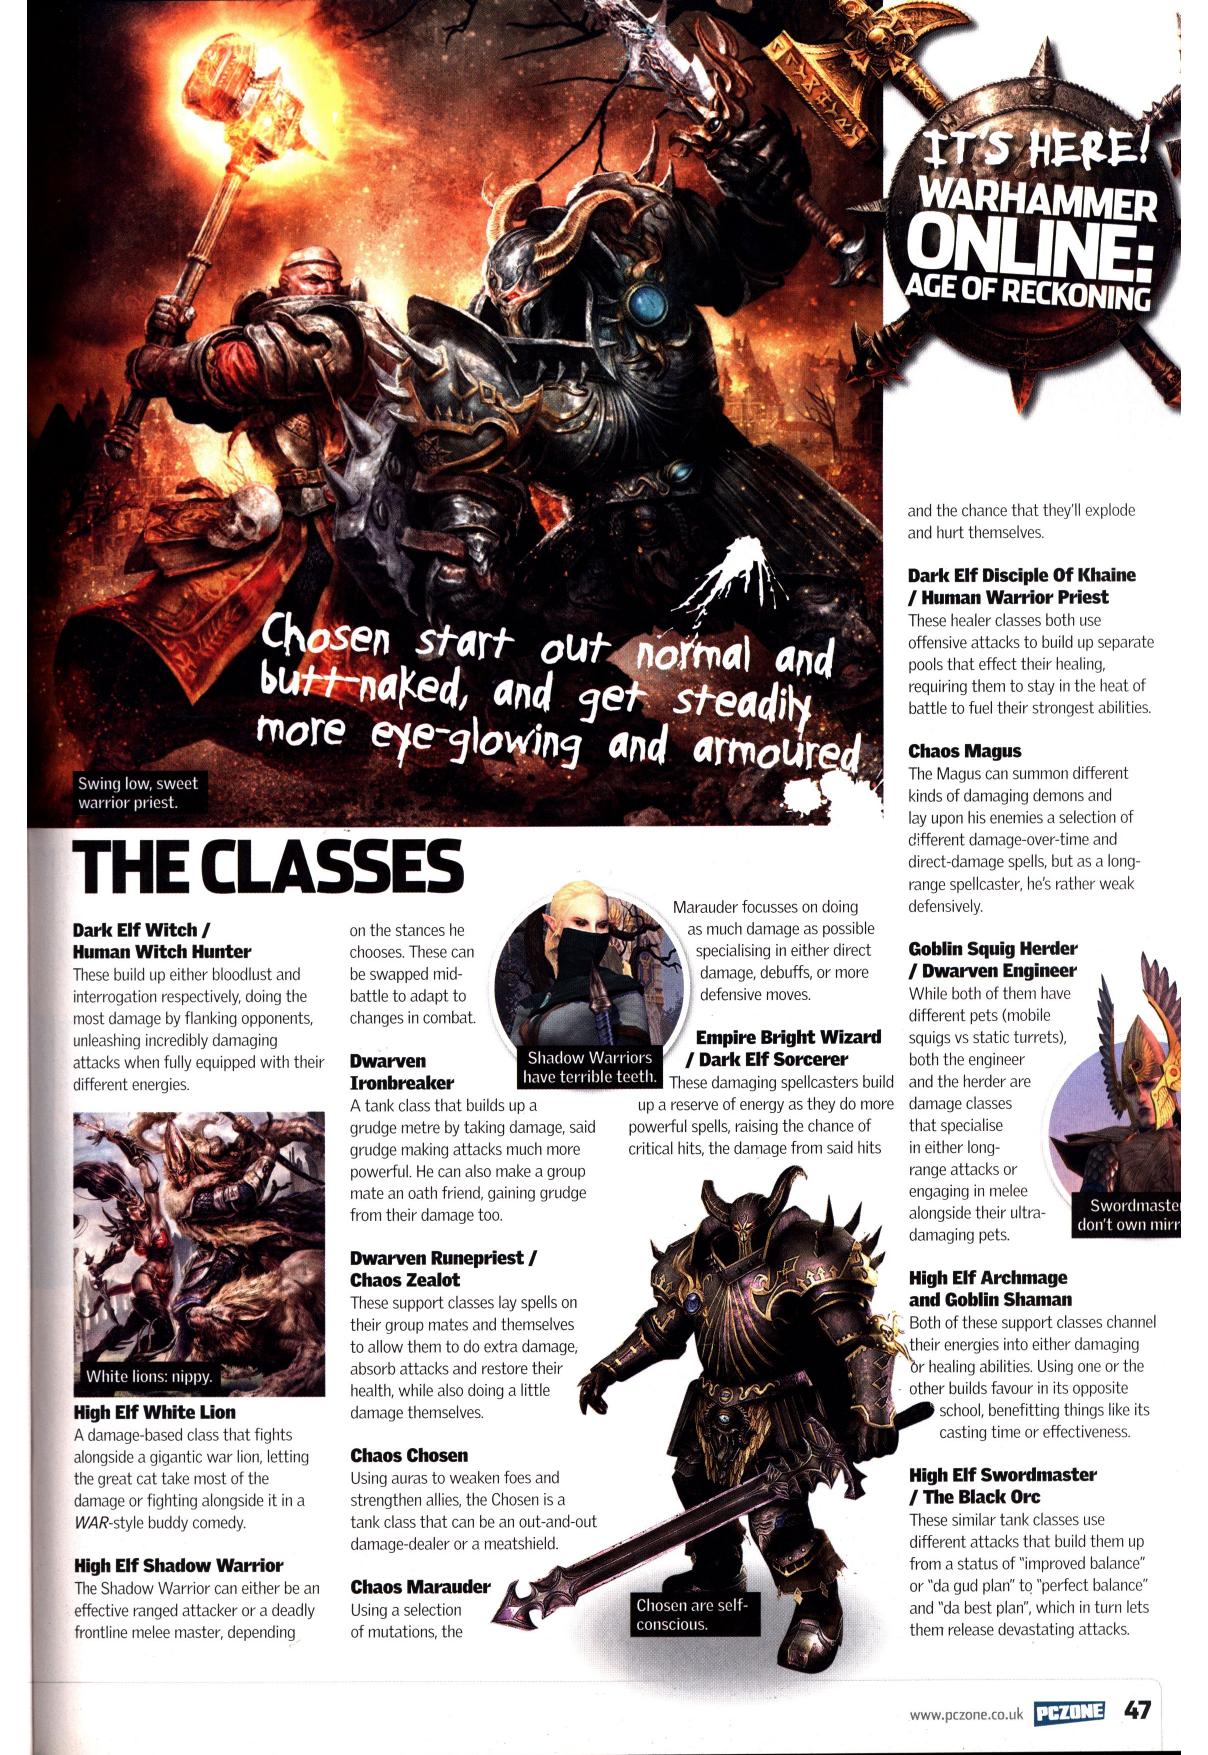 IT'S HERE!
WARHAMMER
ONLINE:
AGE OF RECKONING
Chosen start out normal and
butt-naked, and get steadily
more eye-glowing and armoured
Swing low, sweet
warrior priest.
THE CLASSES
Dark Elf Witch /
Human Witch Hunter
These build up either bloodlust and
interrogation respectively, doing the
most damage by flanking opponents,
unleashing incredibly damaging
attacks when fully equipped with their
different energies.
White lions: nippy.
High Elf White Lion
A damage-based class that fights
alongside a gigantic war lion, letting
the great cat take most of the
damage or fighting alongside it in a
WAR-style buddy comedy.
High Elf Shadow Warrior
The Shadow Warrior can either be an
effective ranged attacker or a deadly
frontline melee master, depending
on the stances he
chooses. These can
be swapped mid-
battle to adapt to
changes in combat.
Dwarven
Ironbreaker
A tank class that builds up a
grudge metre by taking damage, said
grudge making attacks much more
powerful. He can also make a group
mate an oath friend, gaining grudge
from their damage too.
Dwarven Runepriest /
Chaos Zealot
These support classes lay spells on
their group mates and themselves
to allow them to do extra damage,
absorb attacks and restore their
health, while also doing a little
damage themselves.
Chaos Chosen
Using auras to weaken foes and
strengthen allies, the Chosen is a
tank class that can be an out-and-out
damage-dealer or a meatshield.
Chaos Marauder
Using a selection
of mutations, the
Shadow Warriors
have terrible teeth.
Marauder focusses on doing
as much damage as possible
specialising in either direct
damage, debuffs, or more
defensive moves.
Empire Bright Wizard
/ Dark Elf Sorcerer
These damaging spellcasters build
up a reserve of energy as they do more
powerful spells, raising the chance of
critical hits, the damage from said hits
Chosen are self-
conscious.
and the chance that they'll explode
and hurt themselves.
Dark Elf Disciple Of Khaine
/ Human Warrior Priest
These healer classes both use
offensive attacks to build up separate
pools that effect their healing,
requiring them to stay in the heat of
battle to fuel their strongest abilities.
Chaos Magus
The Magus can summon different
kinds of damaging demons and
lay upon his enemies a selection of
different damage-over-time and
direct-damage spells, but as a long-
range spellcaster, he's rather weak
defensively.
Goblin Squig Herder
/ Dwarven Engineer
While both of them have
different pets (mobile
squigs vs static turrets),
both the engineer
and the herder are
damage classes
that specialise
in either long-
range attacks or
engaging in melee
alongside their ultra-
damaging pets.
Swordmaste
don't own mirr
High Elf Archmage
and Goblin Shaman
Both of these support classes channel
their energies into either damaging
or healing abilities. Using one or the
other builds favour in its opposite
school, benefitting things like its
casting time or effectiveness.
High Elf Swordmaster
/ The Black Orc
These similar tank classes use
different attacks that build them up
from a status of "improved balance"
or "da gud plan" to "perfect balance"
and "da best plan", which in turn lets
them release devastating attacks.
www.pczone.co.uk PCZONE 47